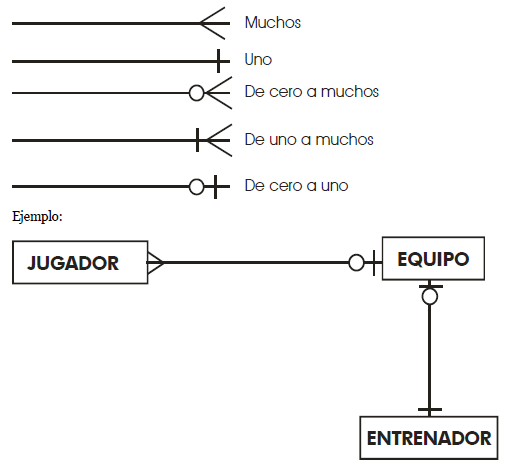 Muchos
Uno
De cero a muchos
De uno a muchos
De cero a uno
Ejemplo:
JUGADOR
EQUIPO
ENTRENADOR